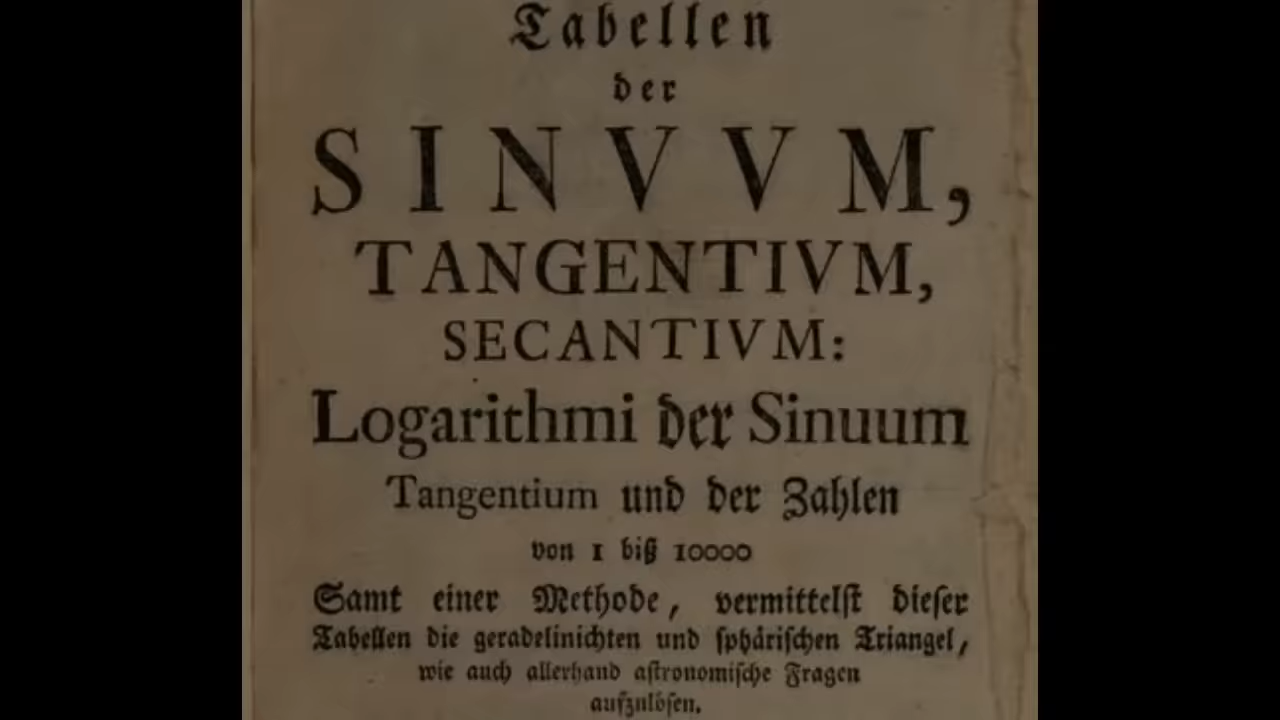 Tabellen
der
SINVVM,
TANGENTIVM,
SECANTIVM:
Logarithmi der Sinuum
Tangentium und der Zahlen
von 1 biß 10000
Samt einer Methode, vermittelſt dieſer
Tabellen die geradelinichten und ſphåriſchen Triangel,
wie auch allerhand aſtronomiſche Fragen
aufzulöſen.